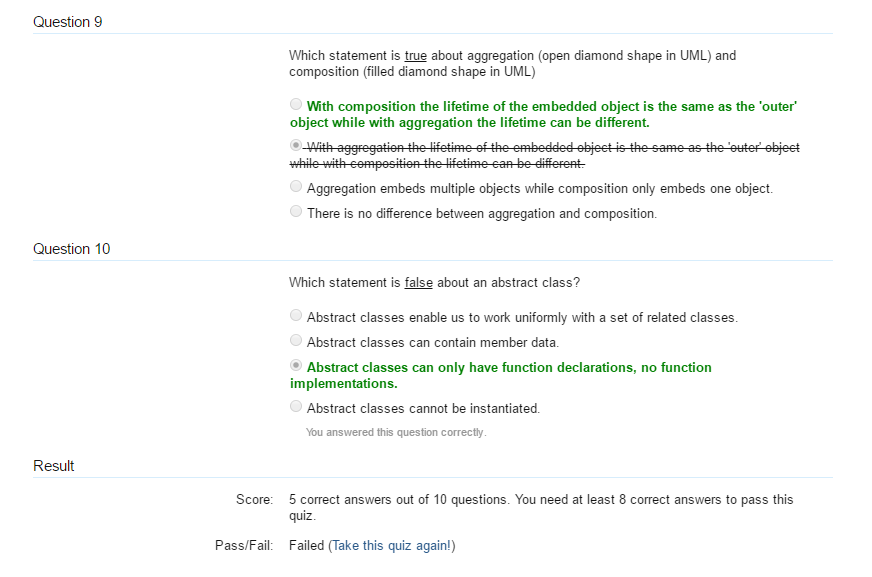 Question 9
Which statement is true about aggregation (open diamond shape in UML) and
composition (filled diamond shape in UML)
With composition the lifetime of the embedded object is the same as the 'outer'
object while with aggregation the lifetime can be different.
With aggregation the lifetime of the embedded object is the same as the 'outer' object
while with composition the lifetime can be different.
Aggregation embeds multiple objects while composition only embeds one object.
There is no difference between aggregation and composition.
Question 10
Which statement is false about an abstract class?
Abstract classes enable us to work uniformly with a set of related classes.
Abstract classes can contain member data.
Abstract classes can only have function declarations, no function
implementations.
Abstract classes cannot be instantiated.
You answered this question correctly.
Result
Score: 5 correct answers out of 10 questions. You need at least 8 correct answers to pass this
quiz.
Pass/Fail: Failed (Take this quiz again!)